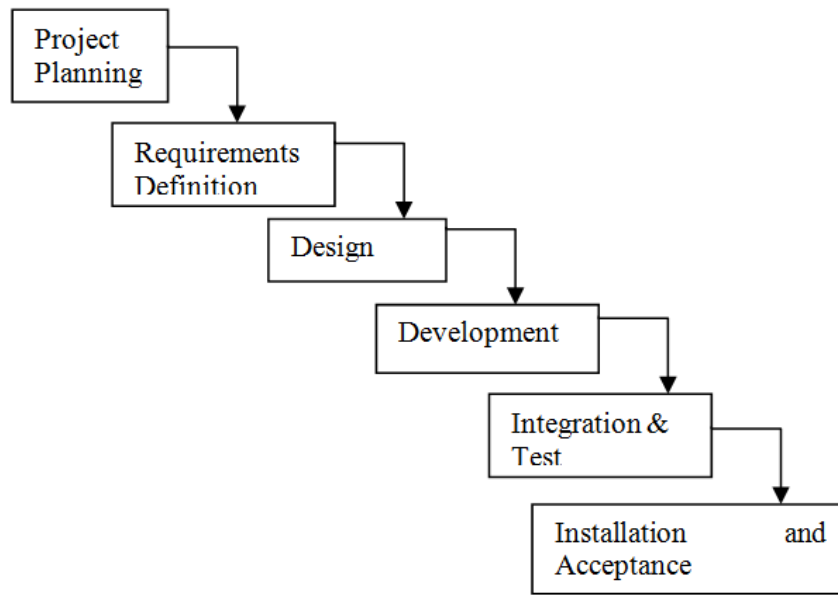 Project
Planning
Requirements
Definition
Design
Development
Integration &
Test
Installation and
Acceptance